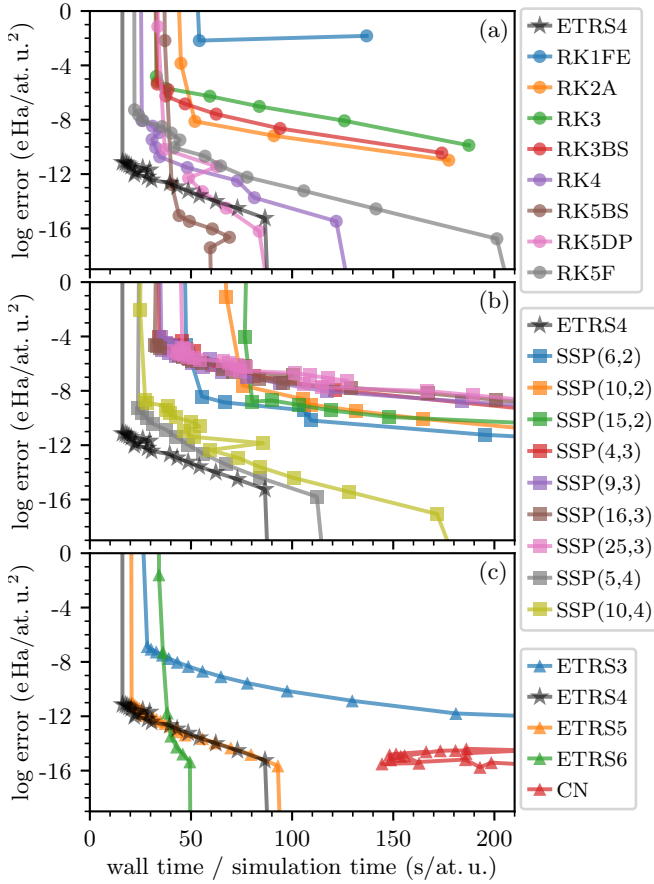 0
-4
-8
-12
-16
log error (e Ha/at. u.²)
(a)
ETRS4
RK1FE
RK2A
RK3
RK3BS
RK4
RK5BS
RK5DP
RK5F
0
-4
-8
-12
-16
log error (e Ha/at. u.²)
(b)
ETRS4
SSP(6,2)
SSP(10,2)
SSP(15,2)
SSP(4,3)
SSP(9,3)
SSP(16,3)
SSP(25,3)
SSP(5,4)
SSP(10,4)
0
-4
-8
-12
-16
log error (e Ha/at. u.²)
(c)
ETRS3
ETRS4
ETRS5
ETRS6
CN
0 50 100 150 200
wall time / simulation time (s/at. u.)